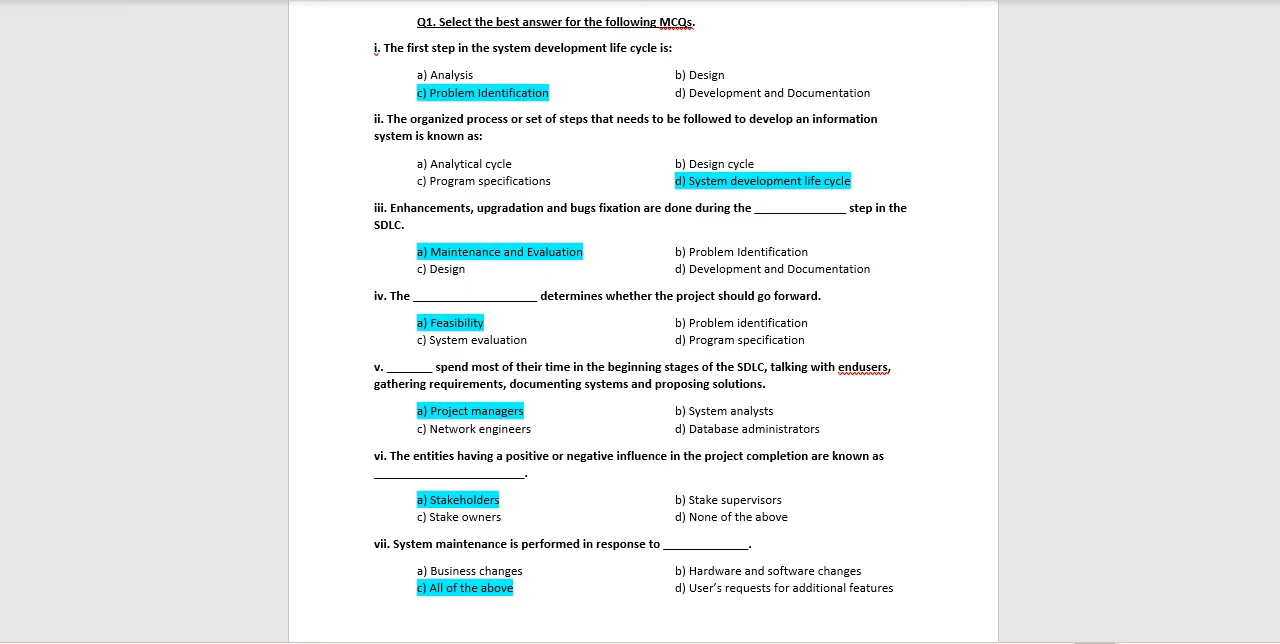 Q1. Select the best answer for the following MCQs.
i. The first step in the system development life cycle is:
a) Analysis b) Design
c) Problem Identification d) Development and Documentation
ii. The organized process or set of steps that needs to be followed to develop an information
system is known as:
a) Analytical cycle b) Design cycle
c) Program specifications d) System development life cycle
iii. Enhancements, upgradation and bugs fixation are done during the ______________ step in the
SDLC.
a) Maintenance and Evaluation b) Problem Identification
c) Design d) Development and Documentation
iv. The ___________________ determines whether the project should go forward.
a) Feasibility b) Problem identification
c) System evaluation d) Program specification
v. _______ spend most of their time in the beginning stages of the SDLC, talking with endusers,
gathering requirements, documenting systems and proposing solutions.
a) Project managers b) System analysts
c) Network engineers d) Database administrators
vi. The entities having a positive or negative influence in the project completion are known as
_______________________.
a) Stakeholders b) Stake supervisors
c) Stake owners d) None of the above
vii. System maintenance is performed in response to _____________.
a) Business changes b) Hardware and software changes
c) All of the above d) User’s requests for additional features